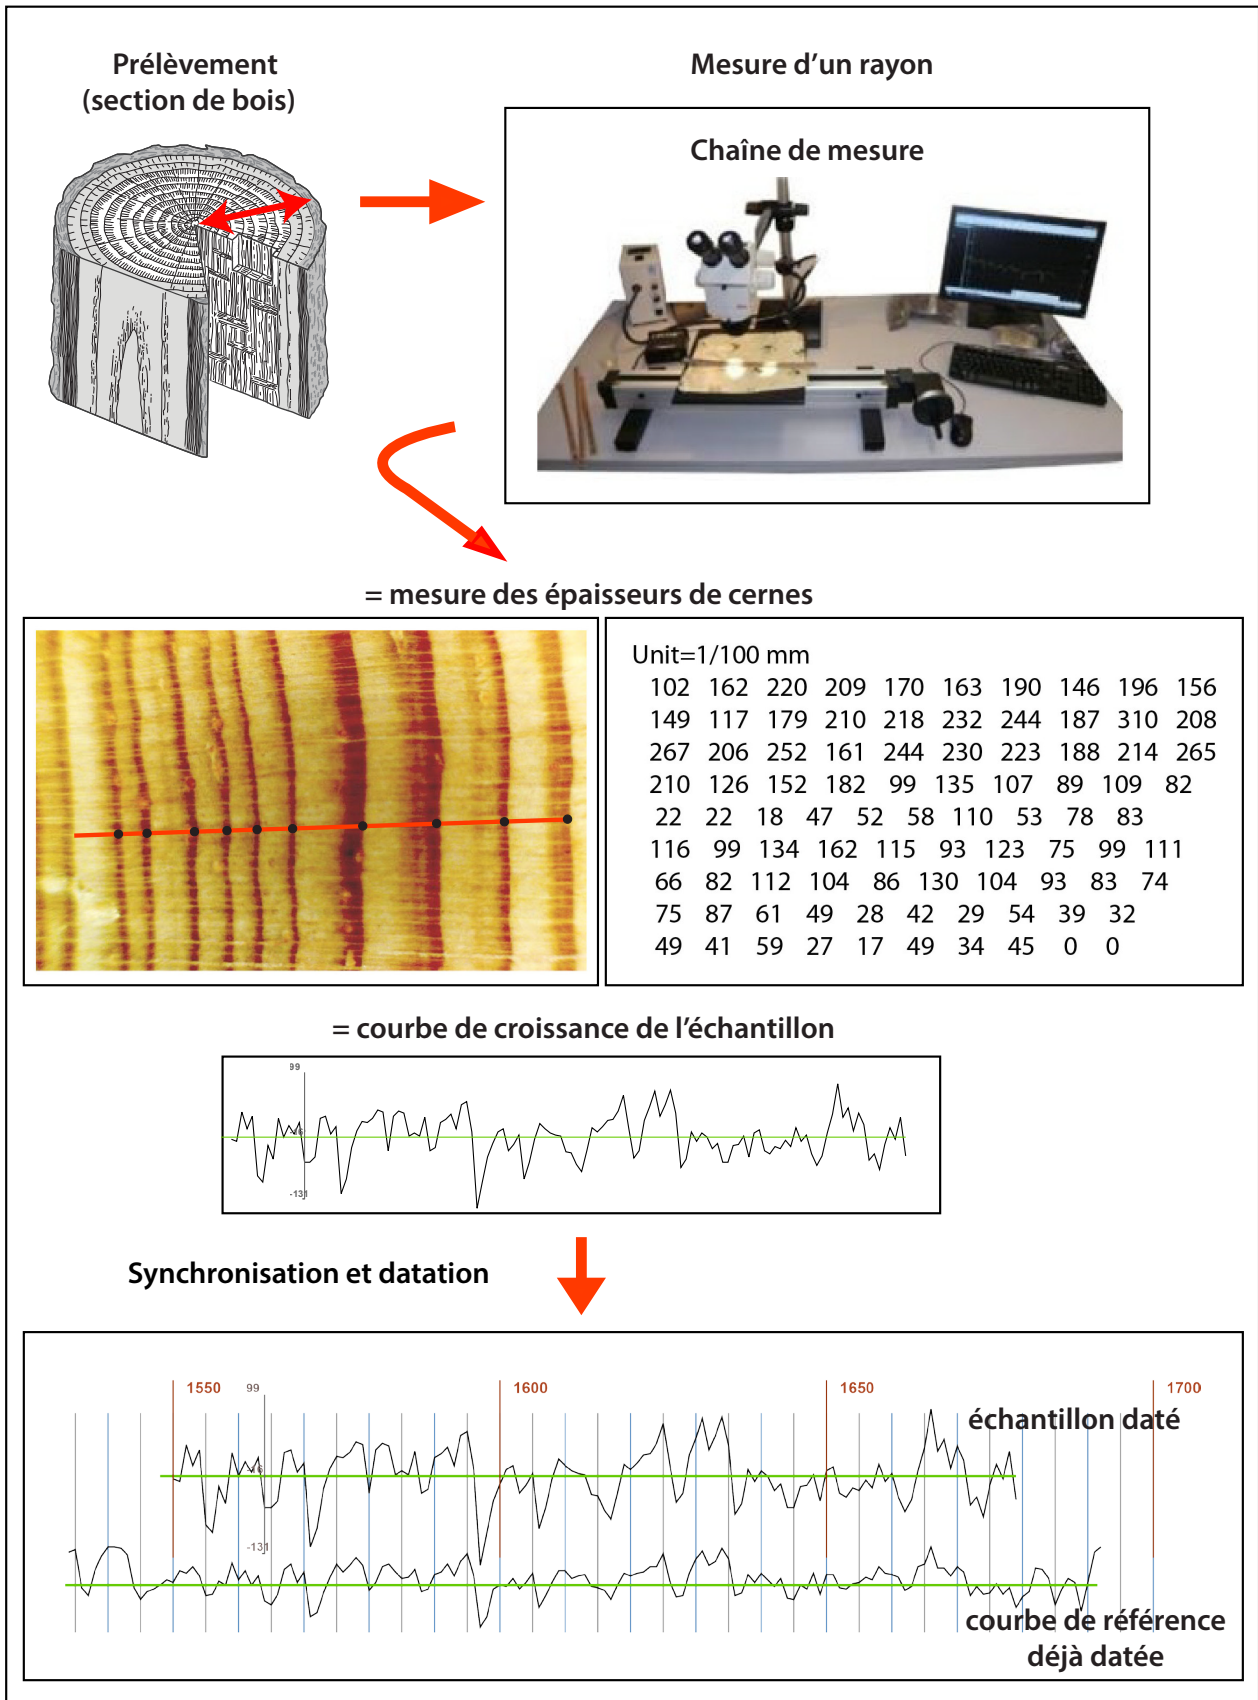 Prélèvement
(section de bois)
Mesure d'un rayon
Chaîne de mesure
= mesure des épaisseurs de cernes
Unit=1/100 mm
102 162 220 209 170 163 190 146 196 156
149 117 179 210 218 232 244 187 310 208
267 206 252 161 244 230 223 188 214 265
210 126 152 182 99 135 107 89 109 82
22 22 18 47 52 58 110 53 78 83
116 99 134 162 115 93 123 75 99 111
66 82 112 104 86 130 104 93 83 74
75 87 61 49 28 42 29 54 39 32
49 41 59 27 17 49 34 45 0 0
= courbe de croissance de l'échantillon
99
-16
-131
Synchronisation et datation
1550 99 1600 1650 1700
échantillon daté
-16
-131
courbe de référence
déjà datée